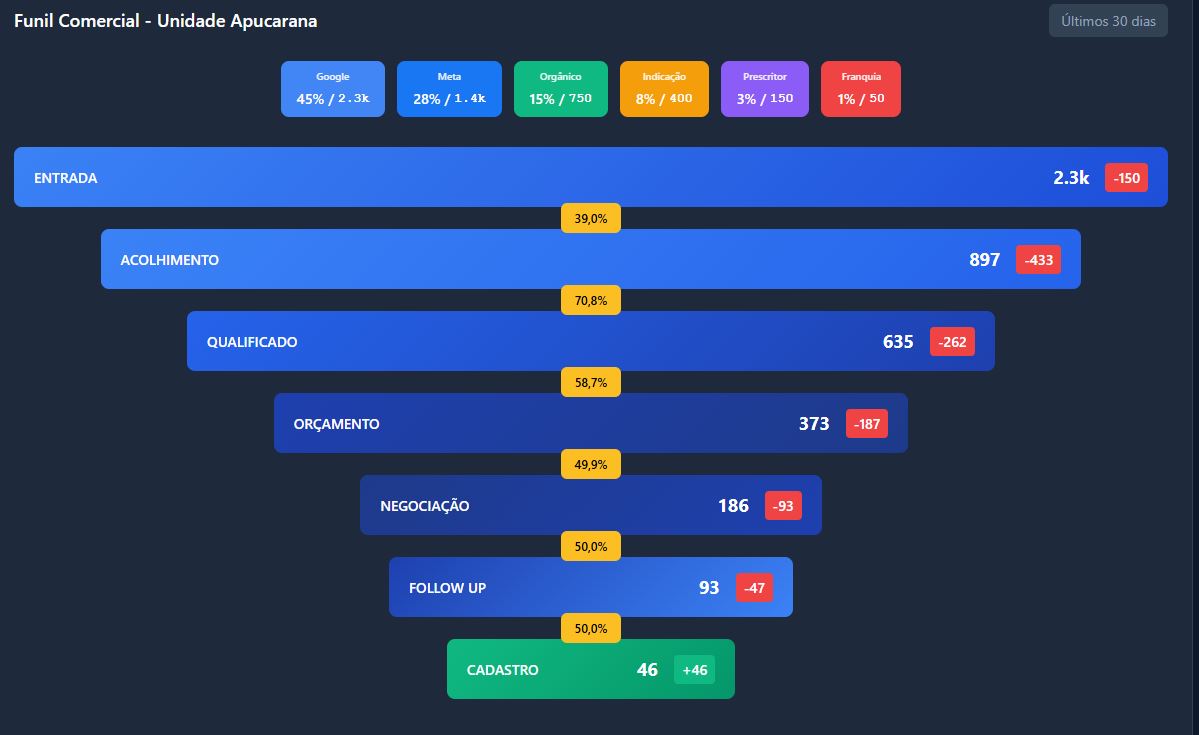 Funil Comercial - Unidade Apucarana
Últimos 30 dias
Google
45% / 2.3k
Meta
28% / 1.4k
Orgânico
15% / 750
Indicação
8% / 400
Prescritor
3% / 150
Franquia
1% / 50
ENTRADA 2.3k -150
39,0%
ACOLHIMENTO 897 -433
70,8%
QUALIFICADO 635 -262
58,7%
ORÇAMENTO 373 -187
49,9%
NEGOCIAÇÃO 186 -93
50,0%
FOLLOW UP 93 -47
50,0%
CADASTRO 46 +46